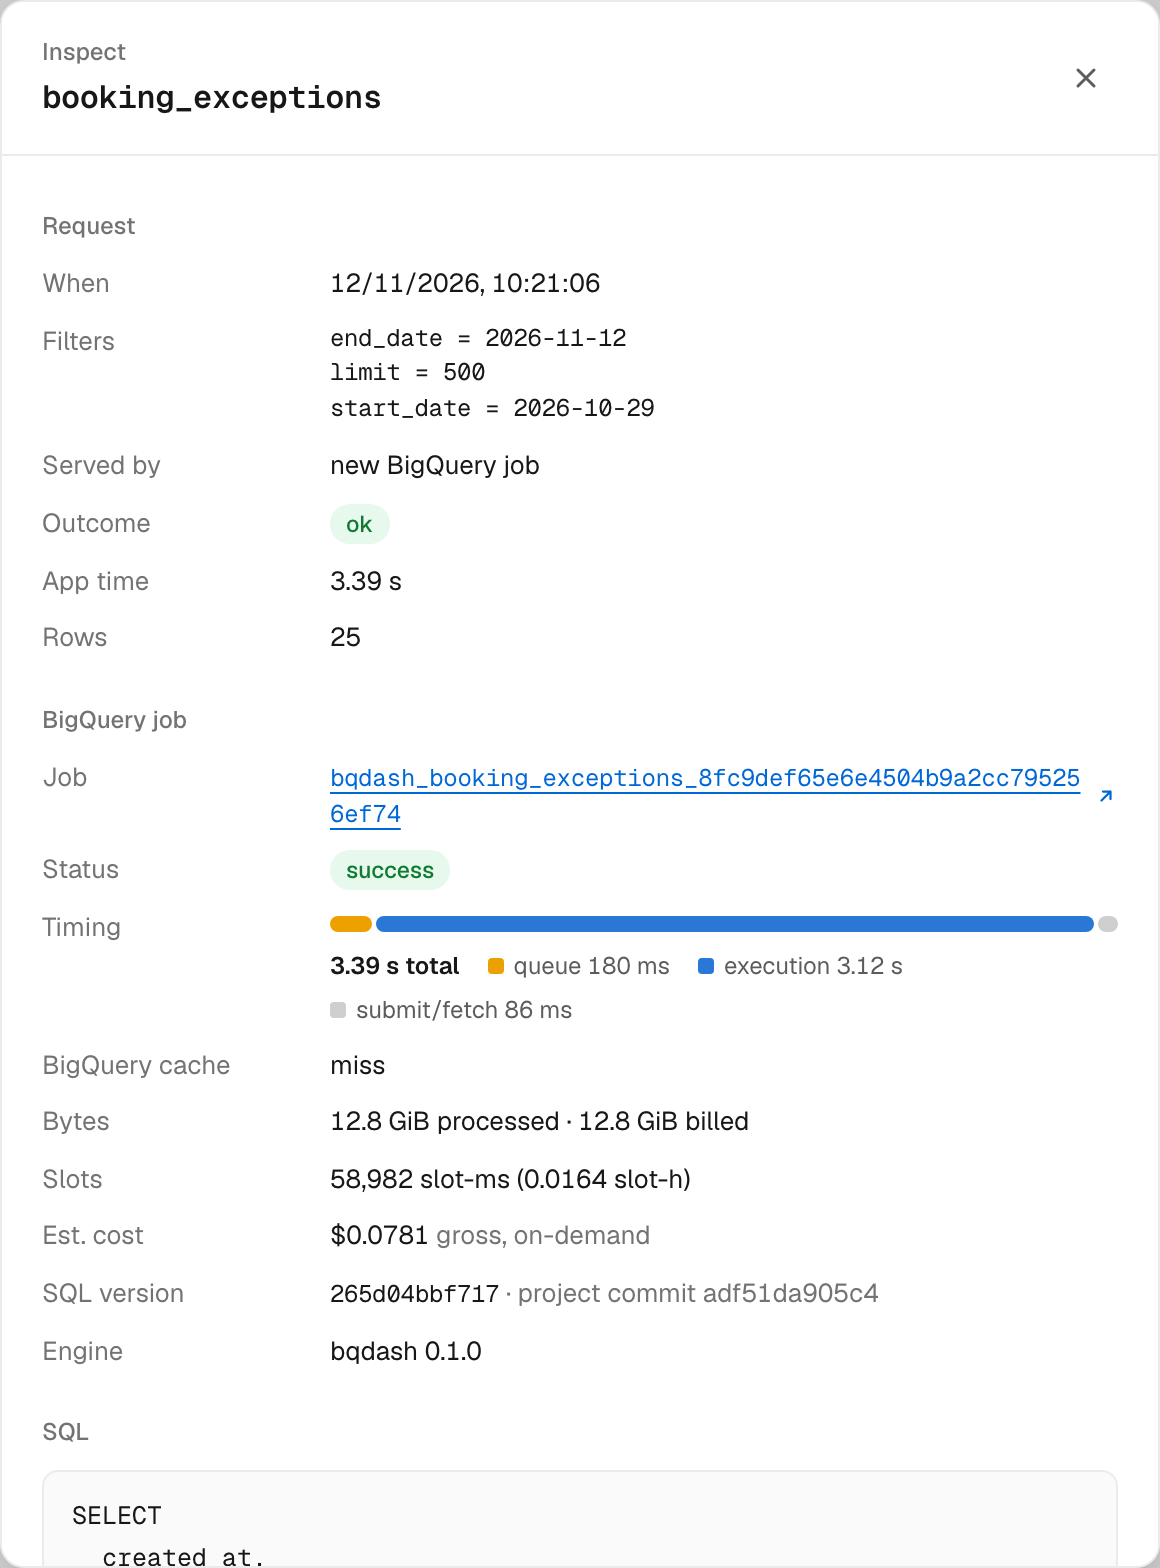 Inspect
booking_exceptions
Request
When 12/11/2026, 10:21:06
Filters end_date = 2026-11-12
limit = 500
start_date = 2026-10-29
Served by new BigQuery job
Outcome ok
App time 3.39 s
Rows 25
BigQuery job
Job bqdash_booking_exceptions_8fc9def65e6e4504b9a2cc79525
6ef74
Status success
Timing
3.39 s total queue 180 ms execution 3.12 s
submit/fetch 86 ms
BigQuery cache miss
Bytes 12.8 GiB processed · 12.8 GiB billed
Slots 58,982 slot-ms (0.0164 slot-h)
Est. cost $0.0781 gross, on-demand
SQL version 265d04bbf717 · project commit adf51da905c4
Engine bqdash 0.1.0
SQL
SELECT
created_at,